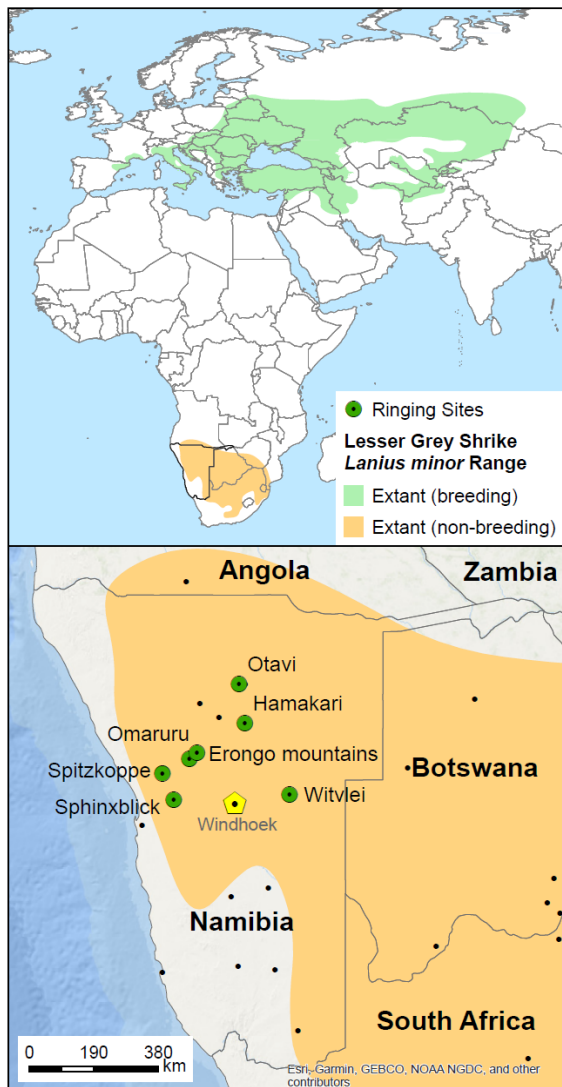 Ringing Sites
Lesser Grey Shrike
Lanius minor Range
Extant (breeding)
Extant (non-breeding)
Angola
Zambia
Otavi
Hamakari
Omaruru
Erongo mountains
Spitzkoppe
Botswana
Sphinxblick
Witvlei
Windhoek
Namibia
South Africa
0 190 380
km
Esri, Garmin, GEBCO, NOAA NGDC, and other
contributors